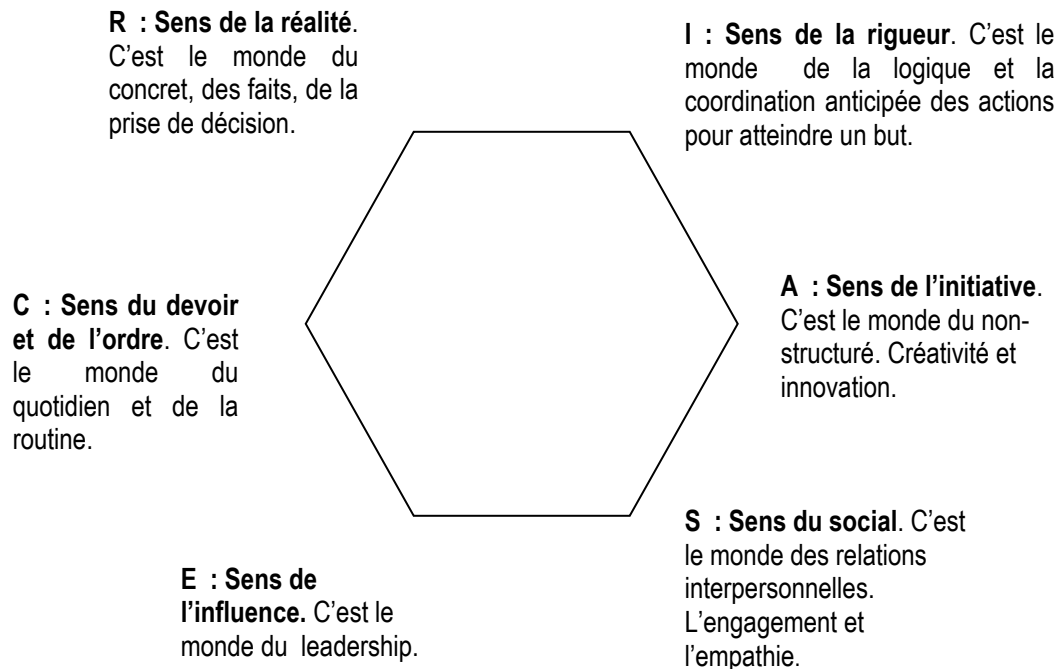 R : Sens de la réalité.
C’est le monde du
concret, des faits, de la
prise de décision.
I : Sens de la rigueur. C’est le
monde de la logique et la
coordination anticipée des actions
pour atteindre un but.
A : Sens de l’initiative.
C’est le monde du non-
structuré. Créativité et
innovation.
S : Sens du social. C’est
le monde des relations
interpersonnelles.
L’engagement et
l’empathie.
E : Sens de
l’influence. C’est le
monde du leadership.
C : Sens du devoir
et de l’ordre. C’est
le monde du
quotidien et de la
routine.